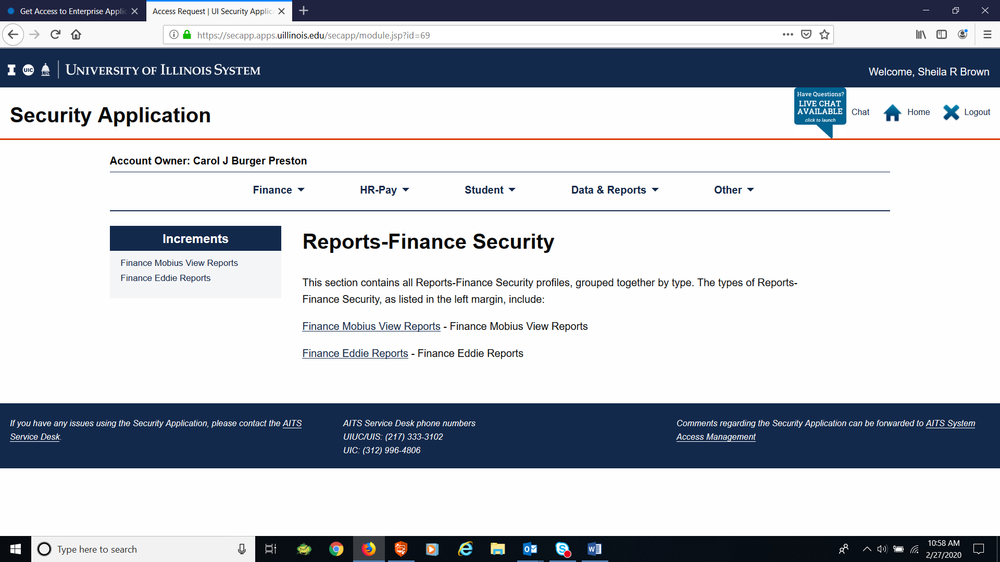 Get Access to Enterprise Applic
Access Request | UI Security Applic
https://secapp.apps.uillinois.edu/secapp/module.jsp?id=69
I UIC UIS UNIVERSITY OF ILLINOIS SYSTEM
Welcome, Sheila R Brown
Security Application
Have Questions?
LIVE CHAT
AVAILABLE
click to launch
Chat
Home
Logout
Account Owner: Carol J Burger Preston
Finance
HR-Pay
Student
Data & Reports
Other
Increments
Finance Mobius View Reports
Finance Eddie Reports
Reports-Finance Security
This section contains all Reports-Finance Security profiles, grouped together by type. The types of Reports-
Finance Security, as listed in the left margin, include:
Finance Mobius View Reports - Finance Mobius View Reports
Finance Eddie Reports - Finance Eddie Reports
If you have any issues using the Security Application, please contact the AITS
Service Desk.
AITS Service Desk phone numbers
UIUC/UIS: (217) 333-3102
UIC: (312) 996-4806
Comments regarding the Security Application can be forwarded to AITS System
Access Management
Type here to search
10:58 AM
2/27/2020